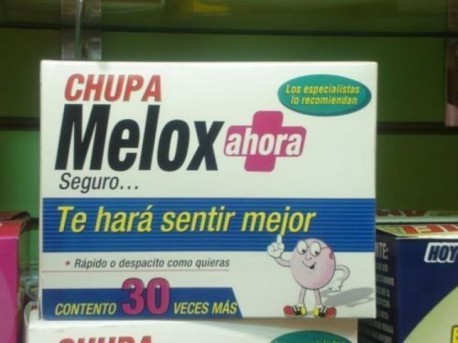 CHUPA
Los especialistas
lo recomiendan
Melox ahora
Seguro...
Te hará sentir mejor
• Rápido o despacito como quieras
CONTENTO 30 VECES MÁS
HOY
CHUPA